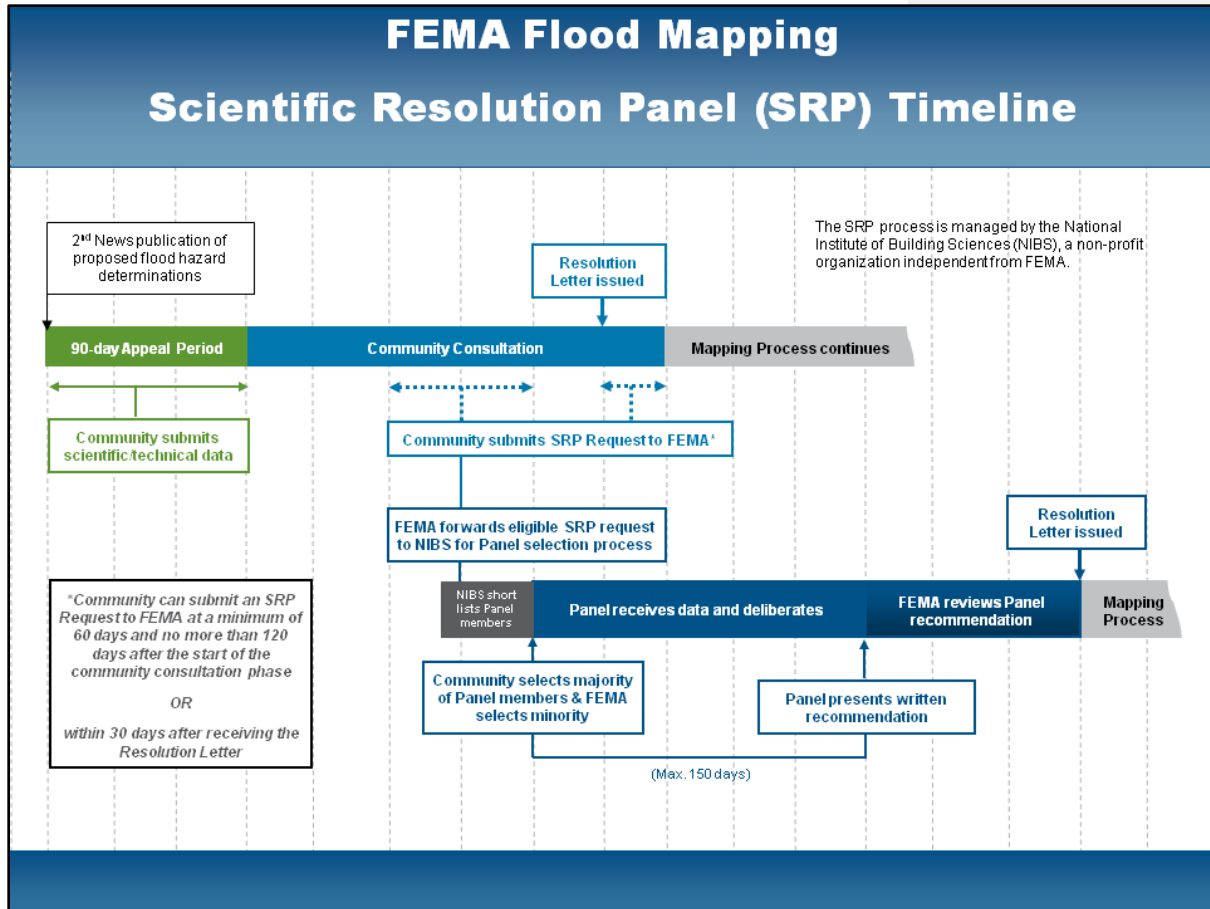 FEMA Flood Mapping
Scientific Resolution Panel (SRP) Timeline
2nd News publication of
proposed flood hazard
determinations
Resolution
Letter issued
The SRP process is managed by the National
Institute of Building Sciences (NIBS), a non-profit
organization independent from FEMA.
90-day Appeal Period
Community Consultation
Mapping Process continues
Community submits
scientific/technical data
Community submits SRP Request to FEMA*
FEMA forwards eligible SRP request
to NIBS for Panel selection process
Resolution
Letter issued
*Community can submit an SRP
Request to FEMA at a minimum of
60 days and no more than 120
days after the start of the
community consultation phase
OR
within 30 days after receiving the
Resolution Letter
NIBS short
lists Panel
members
Panel receives data and deliberates
FEMA reviews Panel
recommendation
Mapping
Process
Community selects majority
of Panel members & FEMA
selects minority
Panel presents written
recommendation
(Max. 150 days)